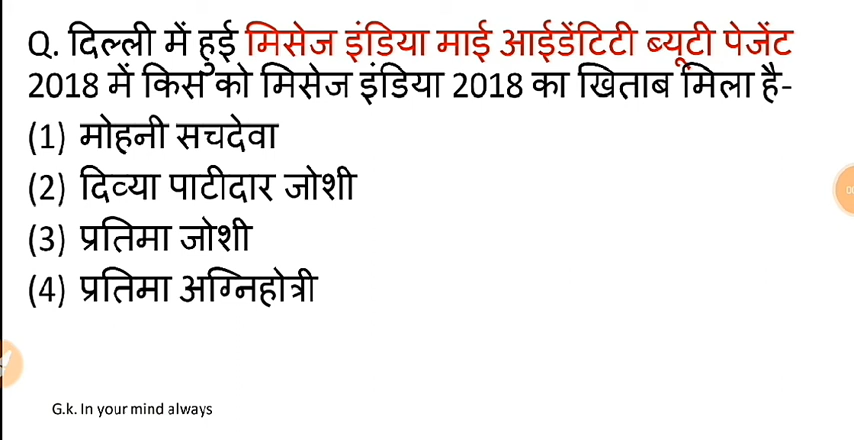 Q. दिल्ली में हुई मिसेज इंडिया माई आईडेंटिटी ब्यूटी पेजेंट
2018 में किस को मिसेज इंडिया 2018 का खिताब मिला है-
(1) मोहनी सचदेवा
(2) दिव्या पाटीदार जोशी
(3) प्रतिमा जोशी
(4) प्रतिमा अग्निहोत्री
G.k. In your mind always